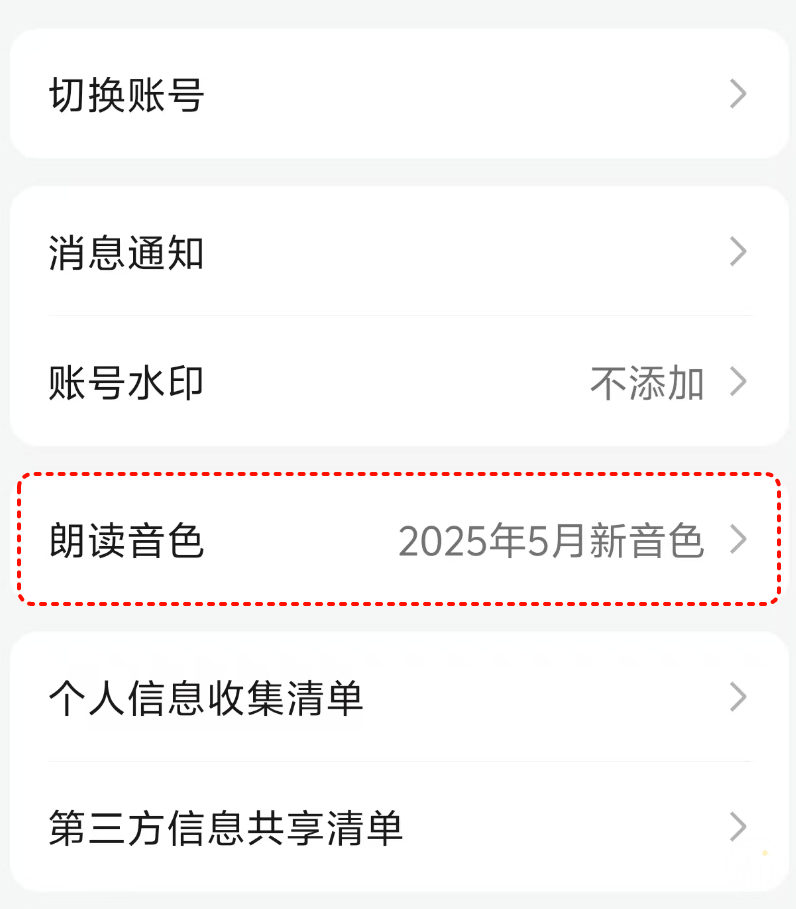 切换账号
消息通知
账号水印 不添加
朗读音色 2025年5月新音色
个人信息收集清单
第三方信息共享清单